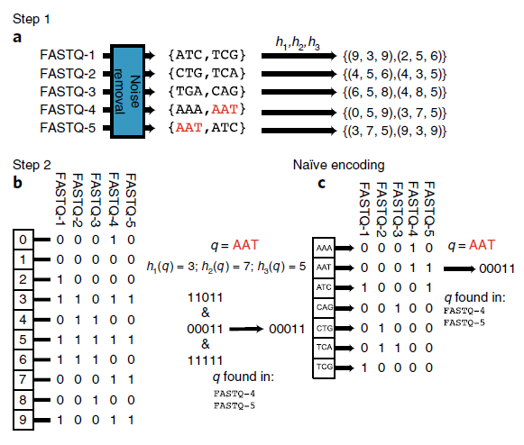 Step 1
a
h1,h2,h3
FASTQ-1 {ATC,TCG} {(9, 3, 9),(2, 5, 6)}
FASTQ-2 {CTG,TCA} {(4, 5, 6),(4, 3, 5)}
FASTQ-3 {TGA,CAG} {(6, 5, 8),(4, 8, 5)}
FASTQ-4 {AAA,AAT} {(0, 5, 9),(3, 7, 5)}
FASTQ-5 {AAT,ATC} {(3, 7, 5),(9, 3, 9)}
Noise
removal
Step 2
b
FASTQ-1
FASTQ-2
FASTQ-3
FASTQ-4
FASTQ-5
0 0 0 0 1 0
1 0 0 0 0 0
2 1 0 0 0 0
3 1 1 0 1 1
4 0 1 1 0 0
5 1 1 1 1 1
6 1 1 1 0 0
7 0 0 0 1 1
8 0 0 1 0 0
9 1 0 0 1 1
q = AAT
h1(q) = 3; h2(q) = 7; h3(q) = 5
11011
&
00011 00011
&
11111
q found in:
FASTQ-4
FASTQ-5
Naïve encoding
c
FASTQ-1
FASTQ-2
FASTQ-3
FASTQ-4
FASTQ-5
AAA 0 0 0 1 0
AAT 0 0 0 1 1
ATC 1 0 0 0 1
CAG 0 0 1 0 0
CTG 0 1 0 0 0
TCA 0 1 1 0 0
TCG 1 0 0 0 0
q = AAT
00011
q found in:
FASTQ-4
FASTQ-5